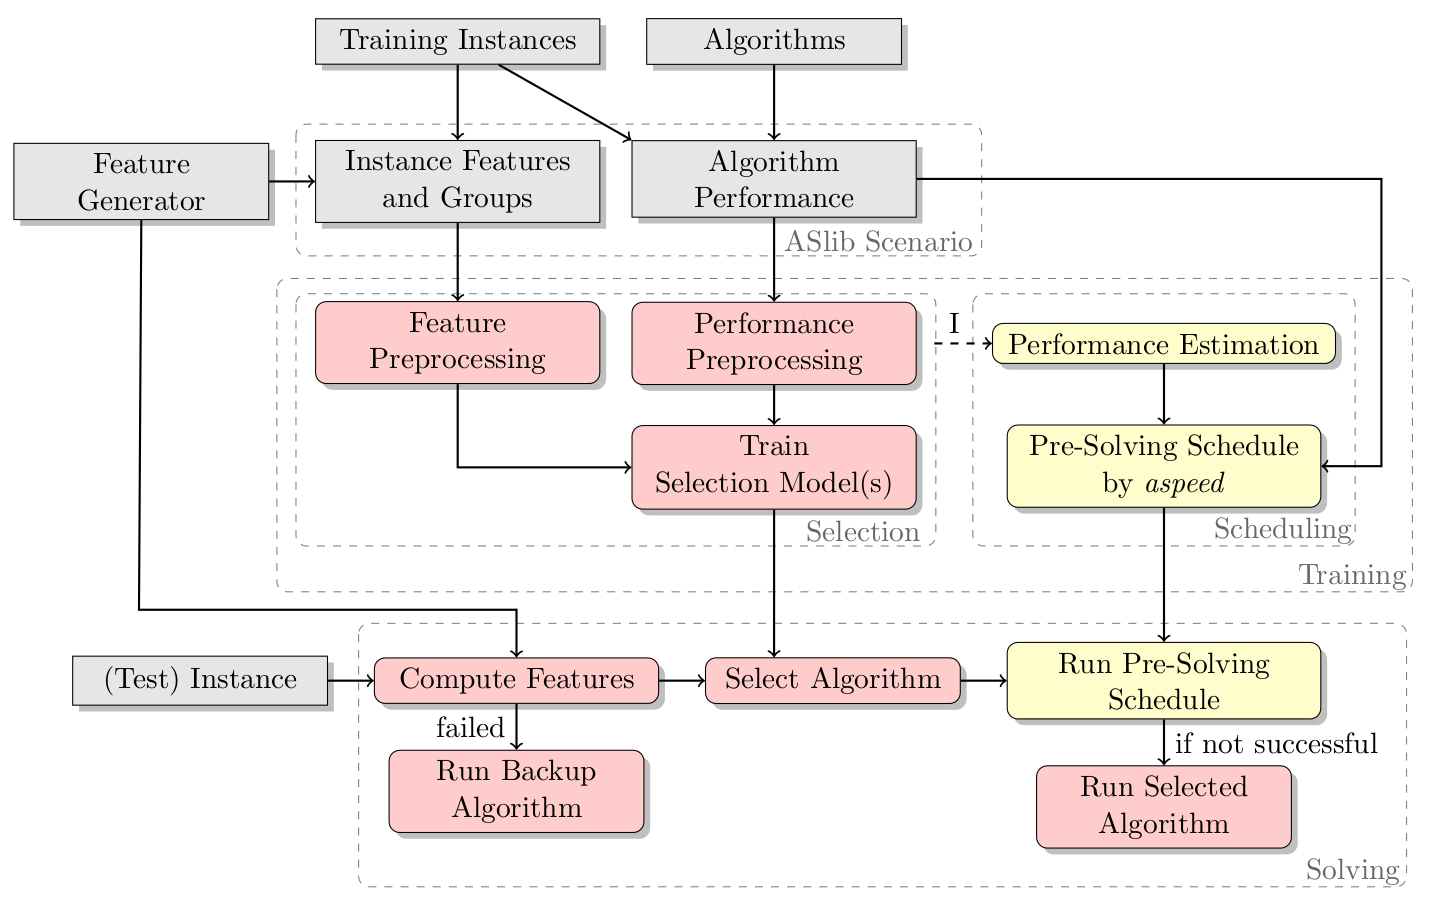 Training Instances
Algorithms
Feature
Generator
Instance Features
and Groups
Algorithm
Performance
ASlib Scenario
Feature
Preprocessing
Performance
Preprocessing
I
Performance Estimation
Train
Selection Model(s)
Pre-Solving Schedule
by aspeed
Selection
Scheduling
Training
(Test) Instance
Compute Features
Select Algorithm
Run Pre-Solving
Schedule
failed
if not successful
Run Backup
Algorithm
Run Selected
Algorithm
Solving